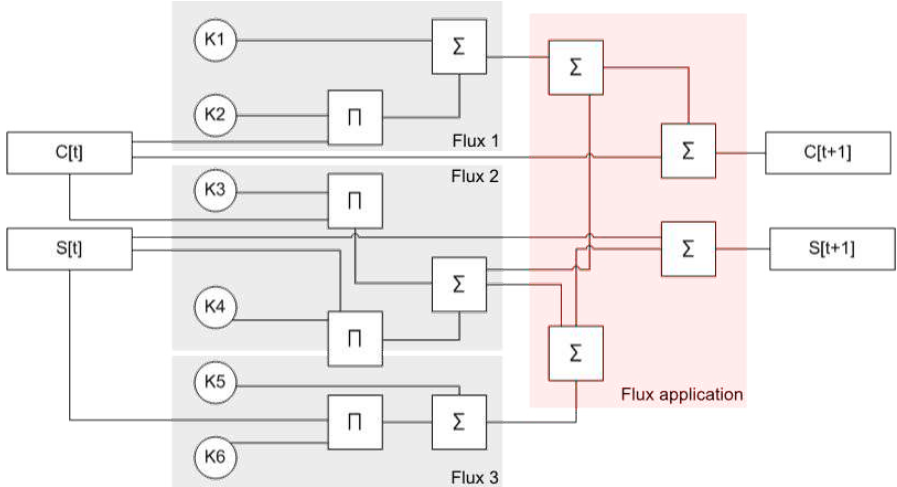 K1
Σ
Σ
K2
Π
Flux 1
C[t]
Σ
C[t+1]
Flux 2
K3
Π
S[t]
Σ
S[t+1]
Σ
K4
Π
Σ
K5
Flux application
Π
Σ
K6
Flux 3